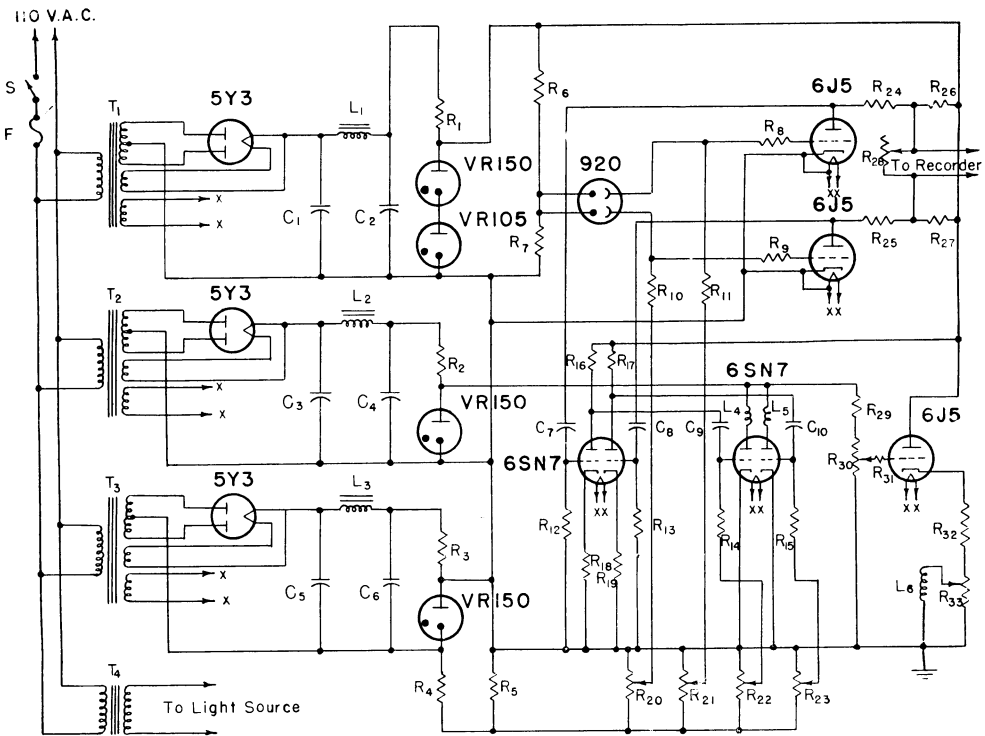 110 V.A.C.
S
F
T1
5Y3
L1
R1
R6
6J5
R24
R26
R8
R28
To Recorder
XX
VR150
920
VR105
C1
C2
R7
X
X
6J5
R9
R25
R27
XX
R10
R11
T2
5Y3
L2
R2
R16
R17
6SN7
L4
L5
R29
6J5
C3
C4
VR150
C7
C8
C9
C10
X
X
6SN7
XX
XX
R30
R31
XX
T3
5Y3
L3
R3
R12
R13
R14
R15
R32
R18
R19
C5
C6
VR150
X
X
L6
R33
T4
To Light Source
R4
R5
R20
R21
R22
R23